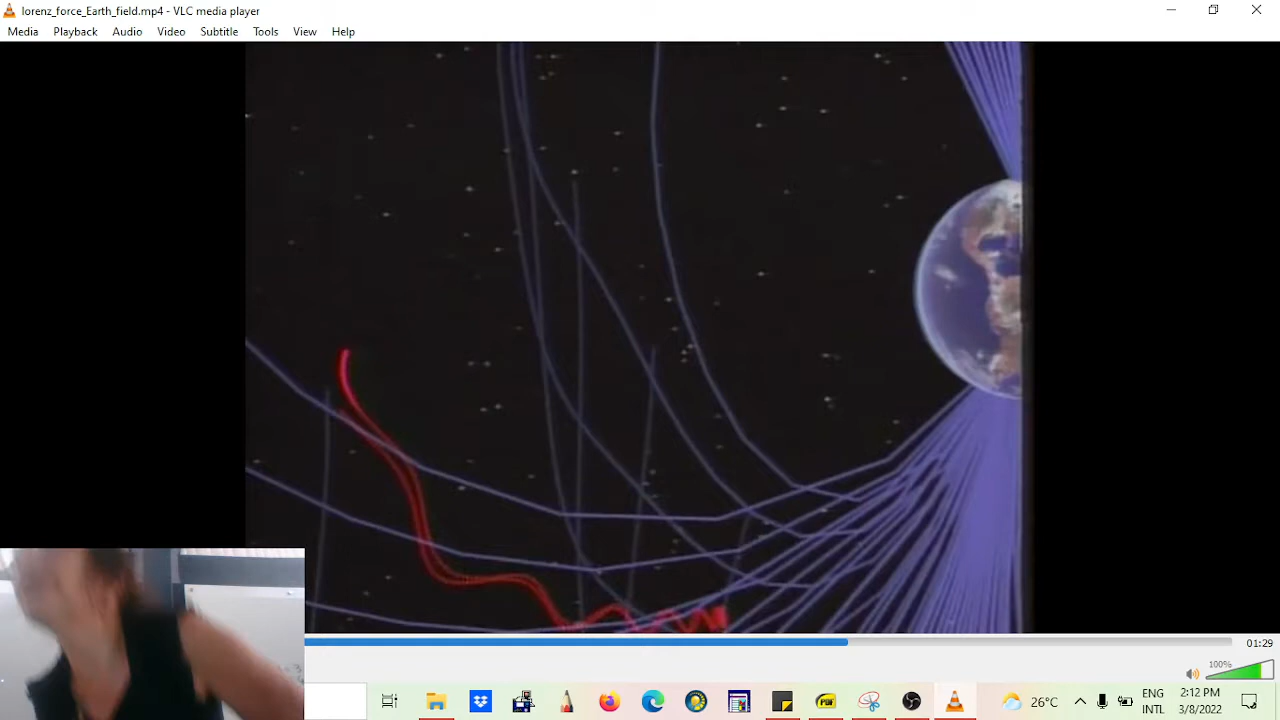 lorenz_force_Earth_field.mp4 - VLC media player
Media Playback Audio Video Subtitle Tools View Help
01:29
100%
PDF
26°C
ENG
INTL
2:12 PM
3/8/2022